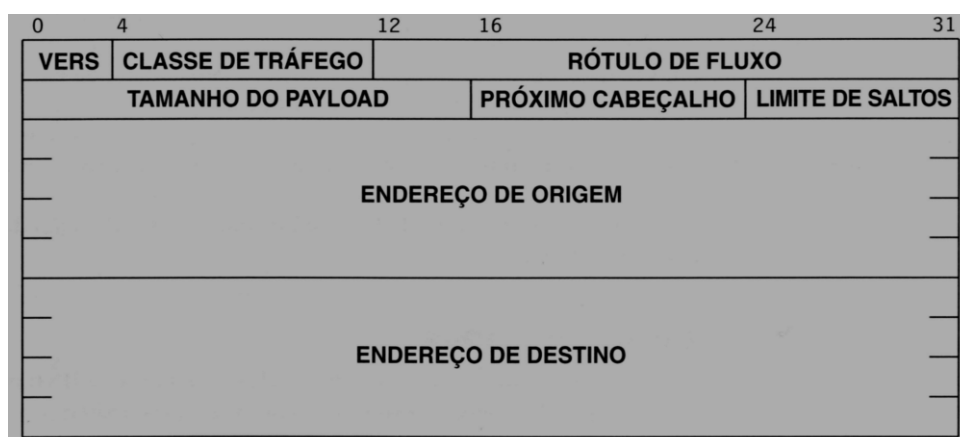 0 4 12 16 24 31
VERS CLASSE DE TRÁFEGO RÓTULO DE FLUXO
TAMANHO DO PAYLOAD PRÓXIMO CABEÇALHO LIMITE DE SALTOS
ENDEREÇO DE ORIGEM
ENDEREÇO DE DESTINO